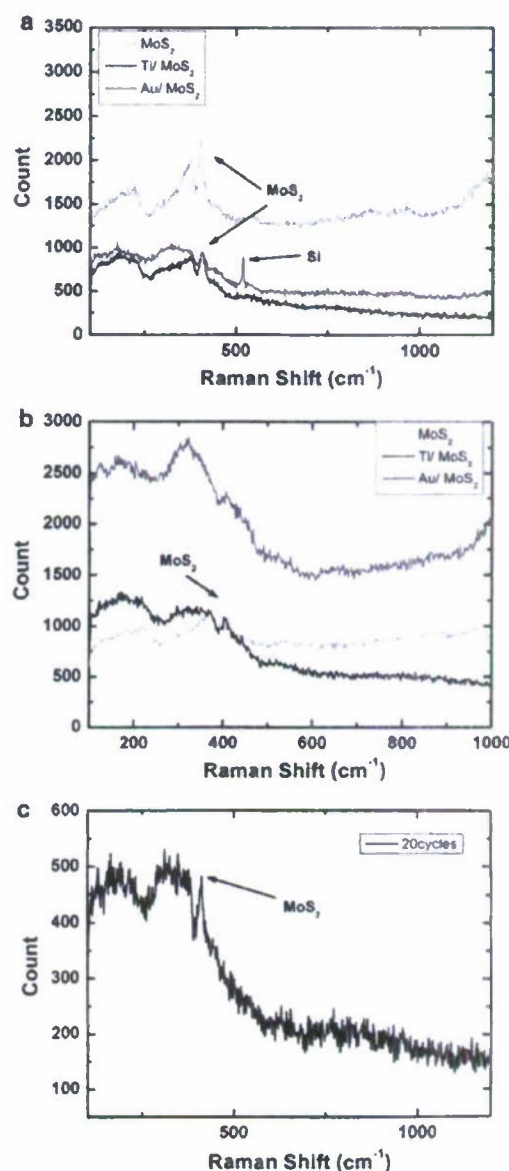 a
3500
3000
2500
2000
1500
1000
500
0
Count
MoS₂
Ti/ MoS₂
Au/ MoS₂
MoS₂
Si
500
1000
Raman Shift (cm⁻¹)
b
3000
2500
2000
1500
1000
500
0
Count
MoS₂
Ti/ MoS₂
Au/ MoS₂
MoS₂
200
400
600
800
1000
Raman Shift (cm⁻¹)
c
600
500
400
300
200
100
Count
20cycles
MoS₂
500
1000
Raman Shift (cm⁻¹)